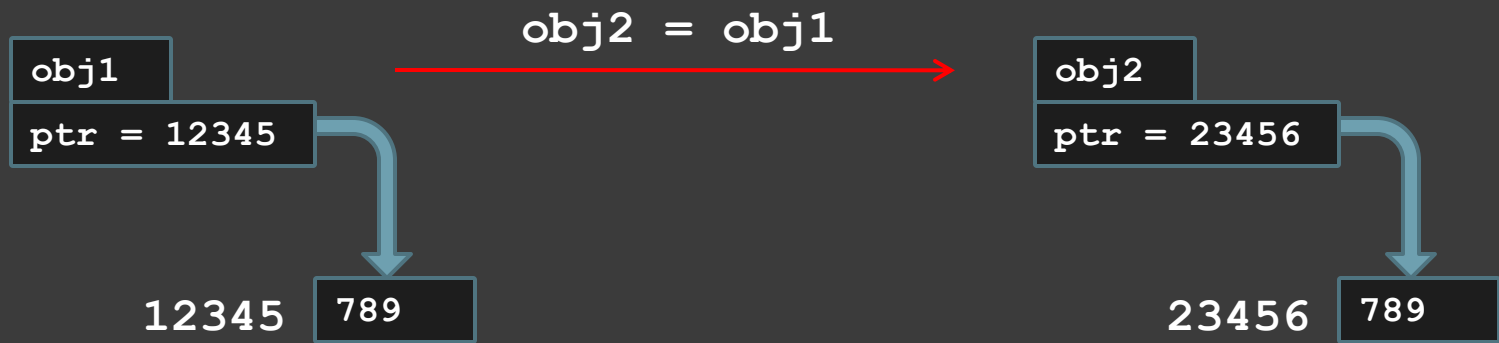 obj2 = obj1
obj1
ptr = 12345
12345
789
obj2
ptr = 23456
23456
789